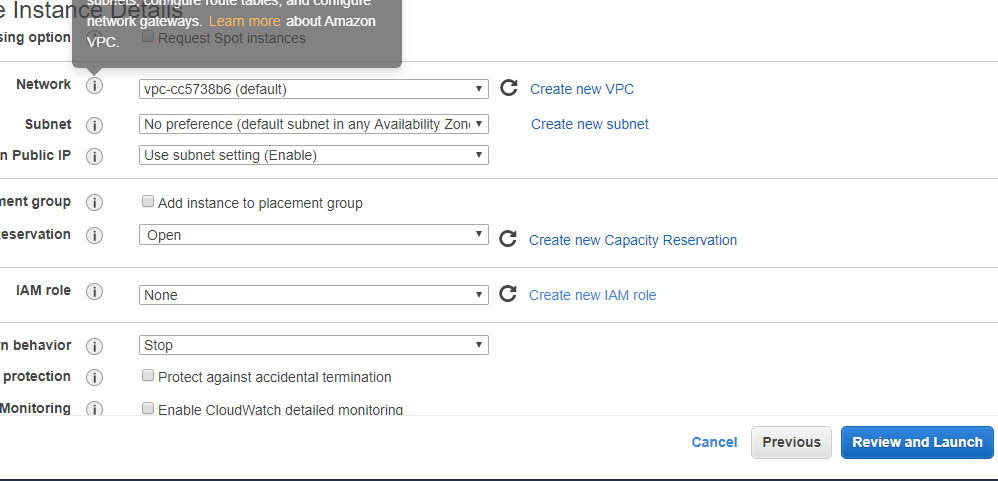 e Instance Details
subnets, configure route tables, and configure
network gateways. Learn more about Amazon
VPC.
sing option Request Spot instances
Network vpc-cc5738b6 (default) Create new VPC
Subnet No preference (default subnet in any Availability Zon Create new subnet
n Public IP Use subnet setting (Enable)
ment group Add instance to placement group
eservation Open Create new Capacity Reservation
IAM role None Create new IAM role
n behavior Stop
protection Protect against accidental termination
Monitoring Enable CloudWatch detailed monitoring
Cancel Previous Review and Launch